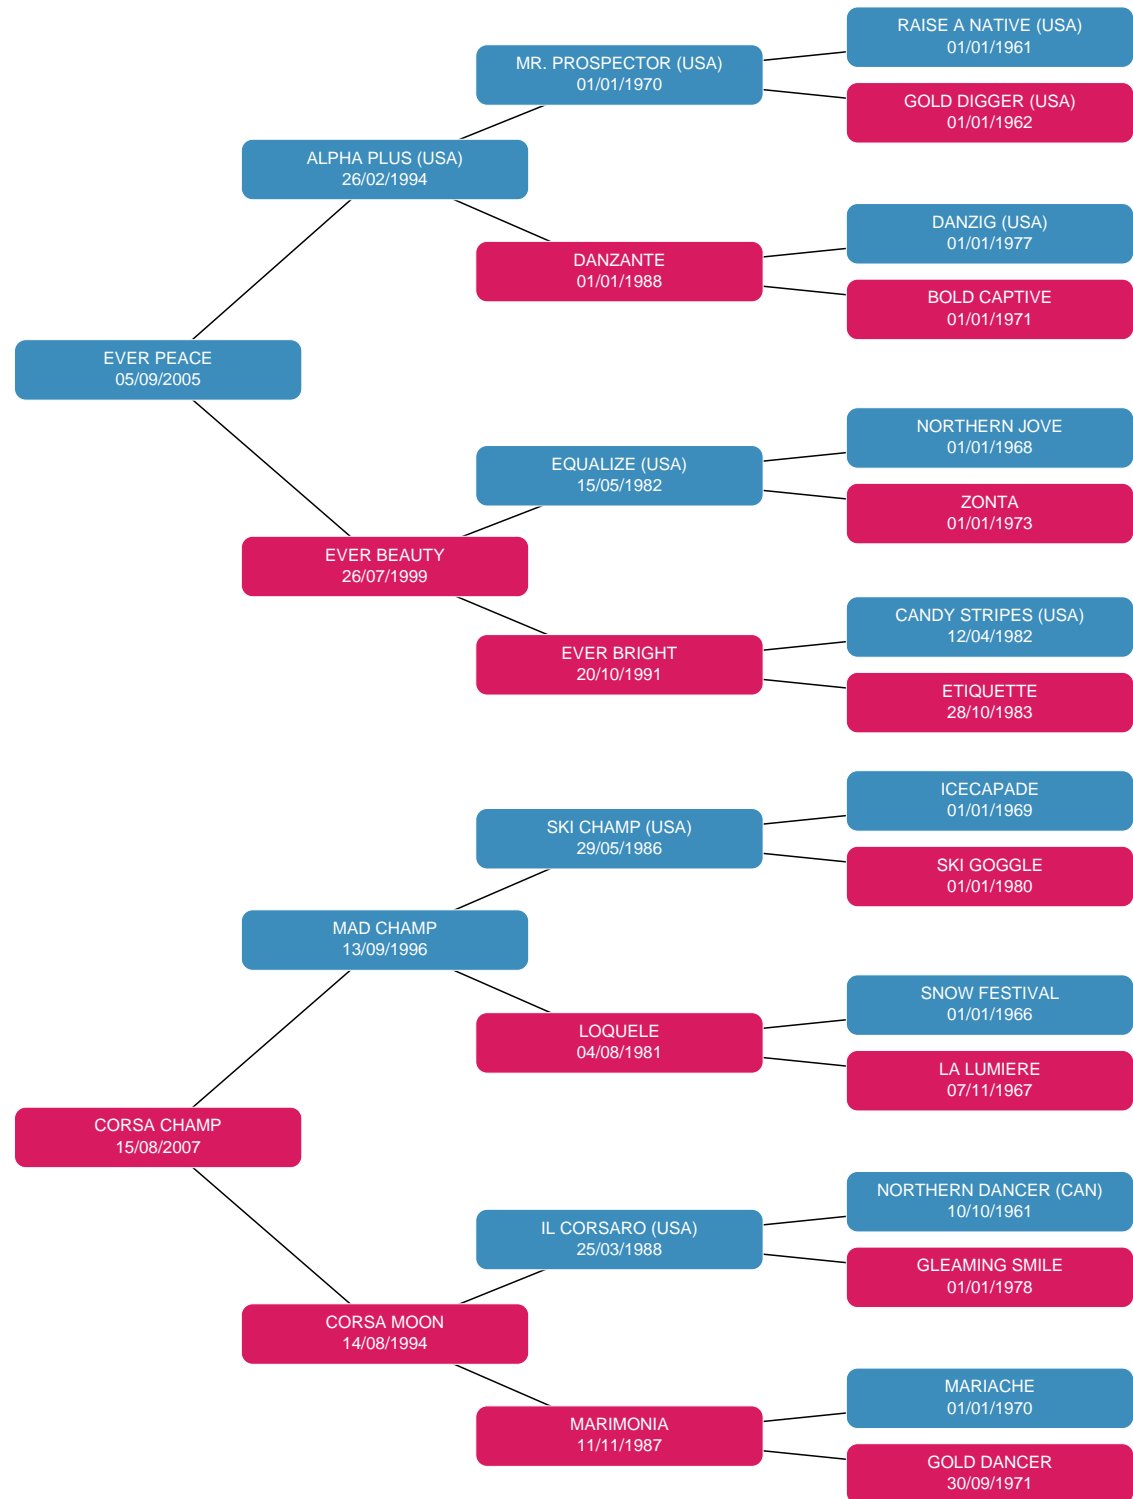 RAISE A NATIVE (USA)
01/01/1961
MR. PROSPECTOR (USA)
01/01/1970
GOLD DIGGER (USA)
01/01/1962
ALPHA PLUS (USA)
26/02/1994
DANZIG (USA)
01/01/1977
DANZANTE
01/01/1988
BOLD CAPTIVE
01/01/1971
EVER PEACE
05/09/2005
NORTHERN JOVE
01/01/1968
EQUALIZE (USA)
15/05/1982
ZONTA
01/01/1973
EVER BEAUTY
26/07/1999
CANDY STRIPES (USA)
12/04/1982
EVER BRIGHT
20/10/1991
ETIQUETTE
28/10/1983
ICECAPADE
01/01/1969
SKI CHAMP (USA)
29/05/1986
SKI GOGGLE
01/01/1980
MAD CHAMP
13/09/1996
SNOW FESTIVAL
01/01/1966
LOQUELE
04/08/1981
LA LUMIERE
07/11/1967
CORSA CHAMP
15/08/2007
NORTHERN DANCER (CAN)
10/10/1961
IL CORSARO (USA)
25/03/1988
GLEAMING SMILE
01/01/1978
CORSA MOON
14/08/1994
MARIACHE
01/01/1970
MARIMONIA
11/11/1987
GOLD DANCER
30/09/1971